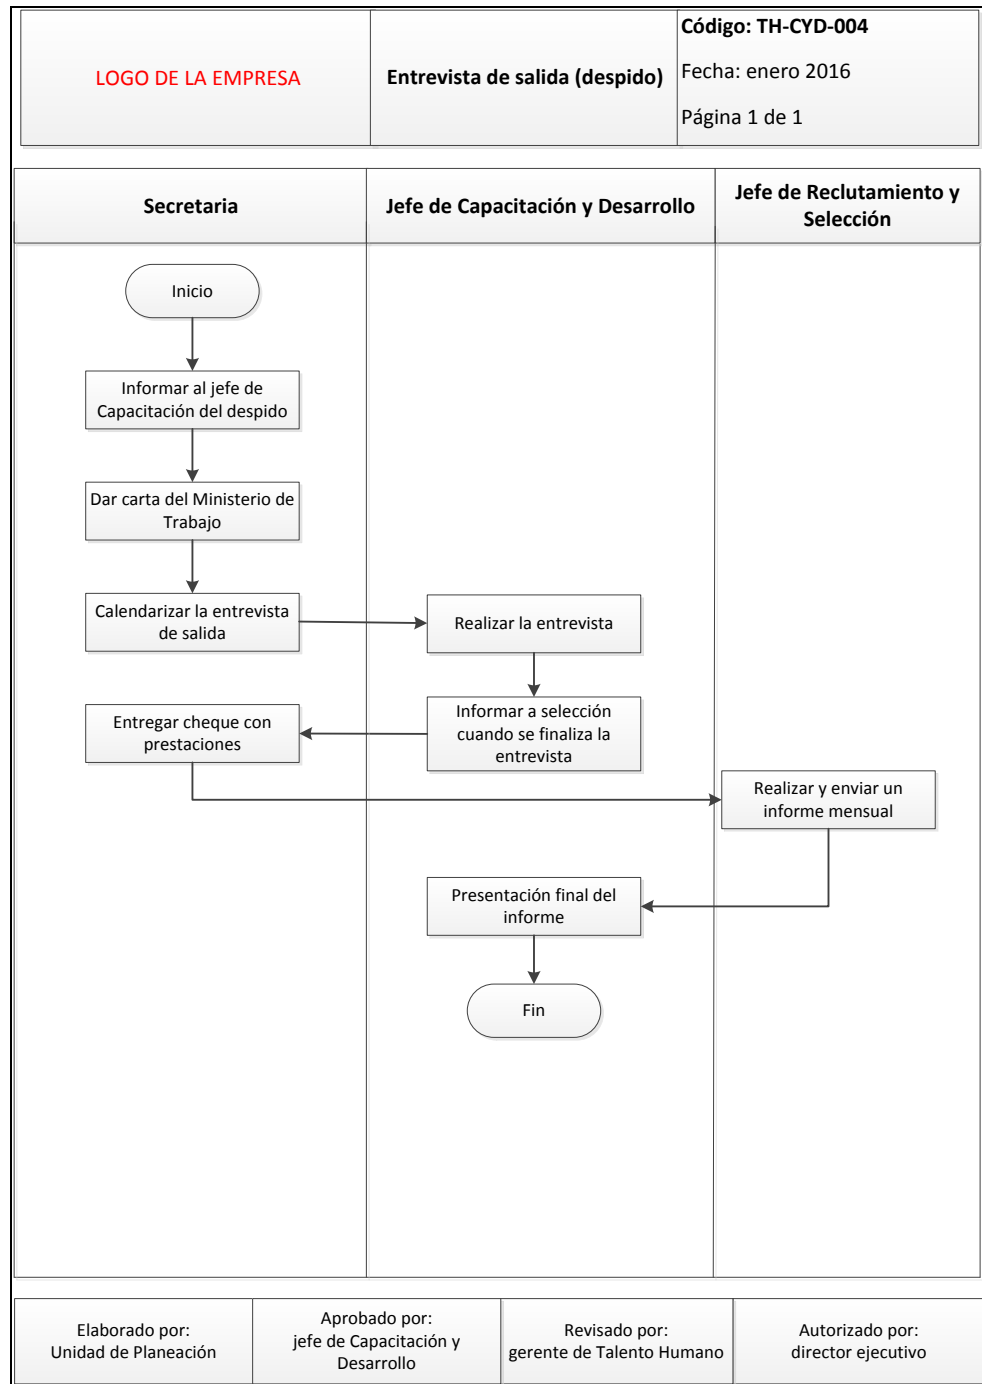 LOGO DE LA EMPRESA
Entrevista de salida (despido)
Código: TH-CYD-004
Fecha: enero 2016
Página 1 de 1
Secretaria
Jefe de Capacitación y Desarrollo
Jefe de Reclutamiento y
Selección
Inicio
Informar al jefe de
Capacitación del despido
Dar carta del Ministerio de
Trabajo
Calendarizar la entrevista
de salida
Realizar la entrevista
Informar a selección
cuando se finaliza la
entrevista
Entregar cheque con
prestaciones
Realizar y enviar un
informe mensual
Presentación final del
informe
Fin
Elaborado por:
Unidad de Planeación
Aprobado por:
jefe de Capacitación y
Desarrollo
Revisado por:
gerente de Talento Humano
Autorizado por:
director ejecutivo